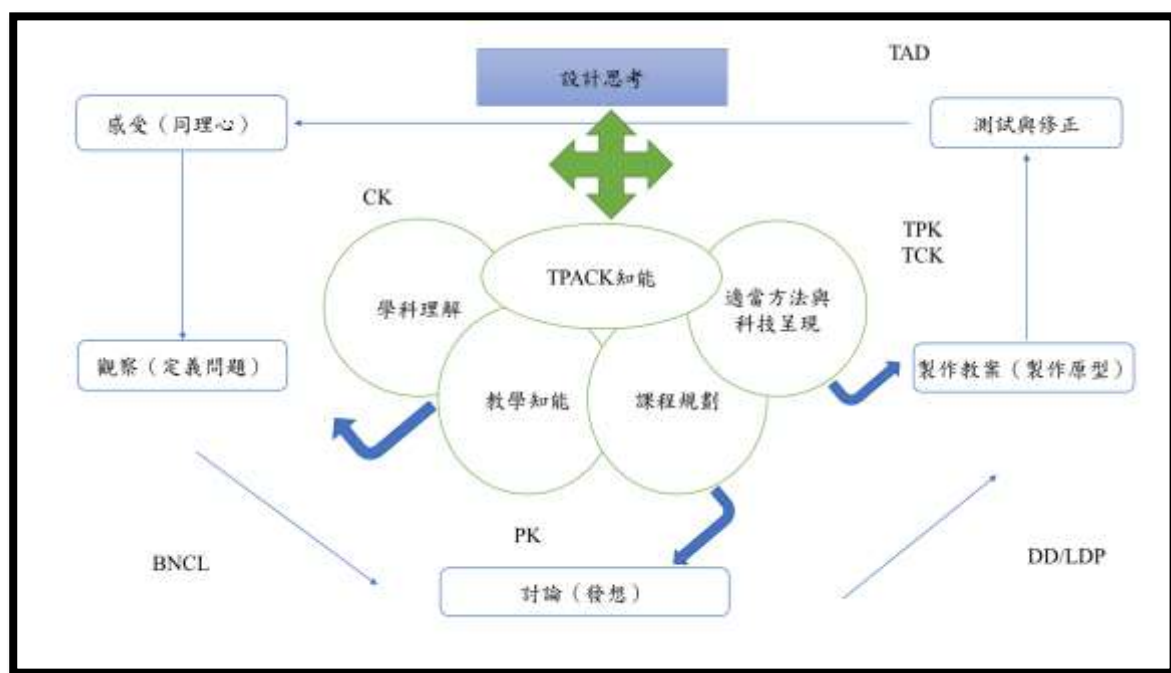 TAD
設計思考
感受（同理心）
測試與修正
CK
TPK
TCK
TPACK知能
學科理解
適當方法與
科技呈現
觀察（定義問題）
製作教案（製作原型）
教學知能
課程規劃
PK
BNCL
DD/LDP
討論（發想）